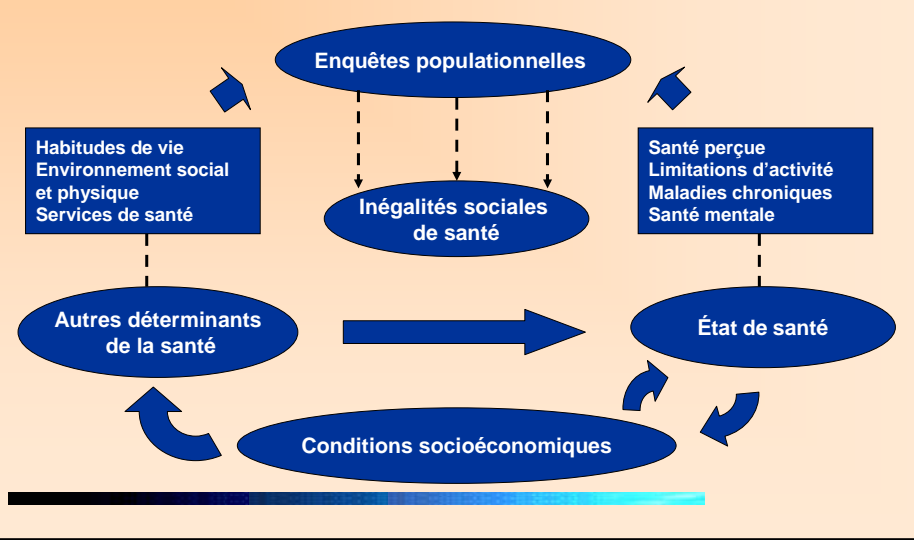 Enquêtes populationnelles
Habitudes de vie
Environnement social
et physique
Services de santé
Inégalités sociales
de santé
Santé perçue
Limitations d'activité
Maladies chroniques
Santé mentale
Autres déterminants
de la santé
État de santé
Conditions socioéconomiques